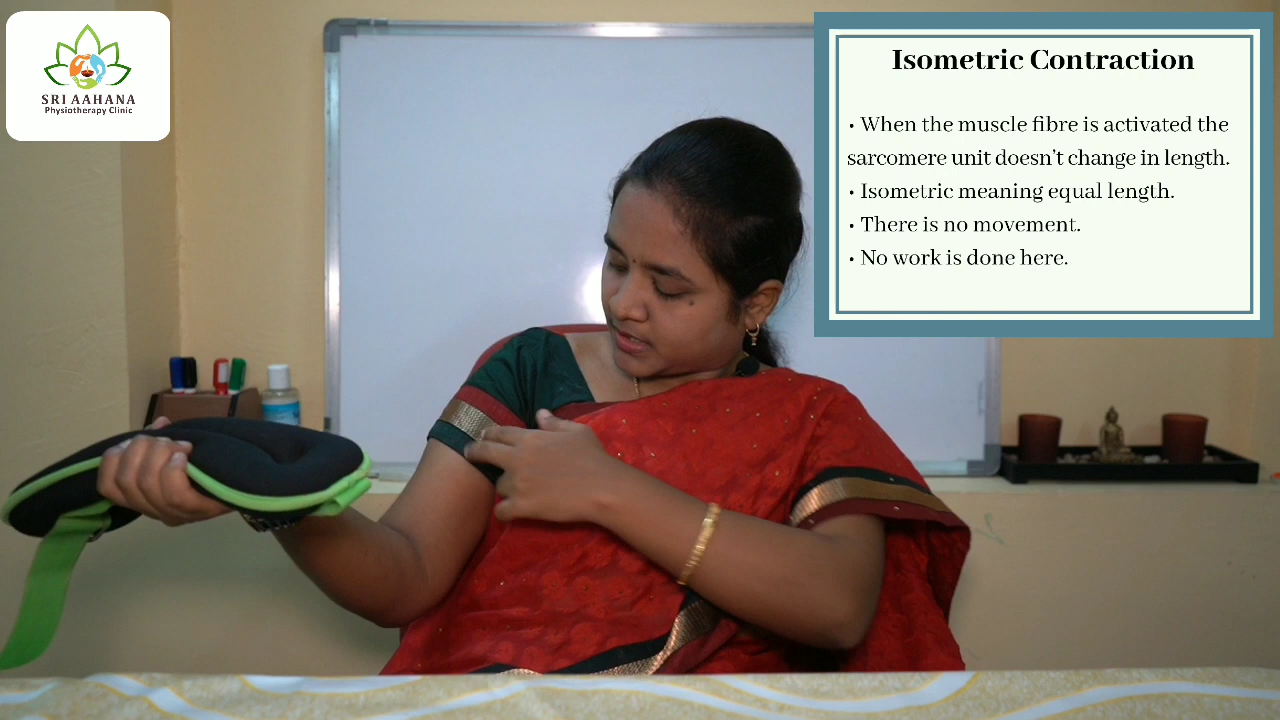 SRI AAHANA
Physiotherapy Clinic
Isometric Contraction
• When the muscle fibre is activated the
sarcomere unit doesn't change in length.
• Isometric meaning equal length.
• There is no movement.
• No work is done here.